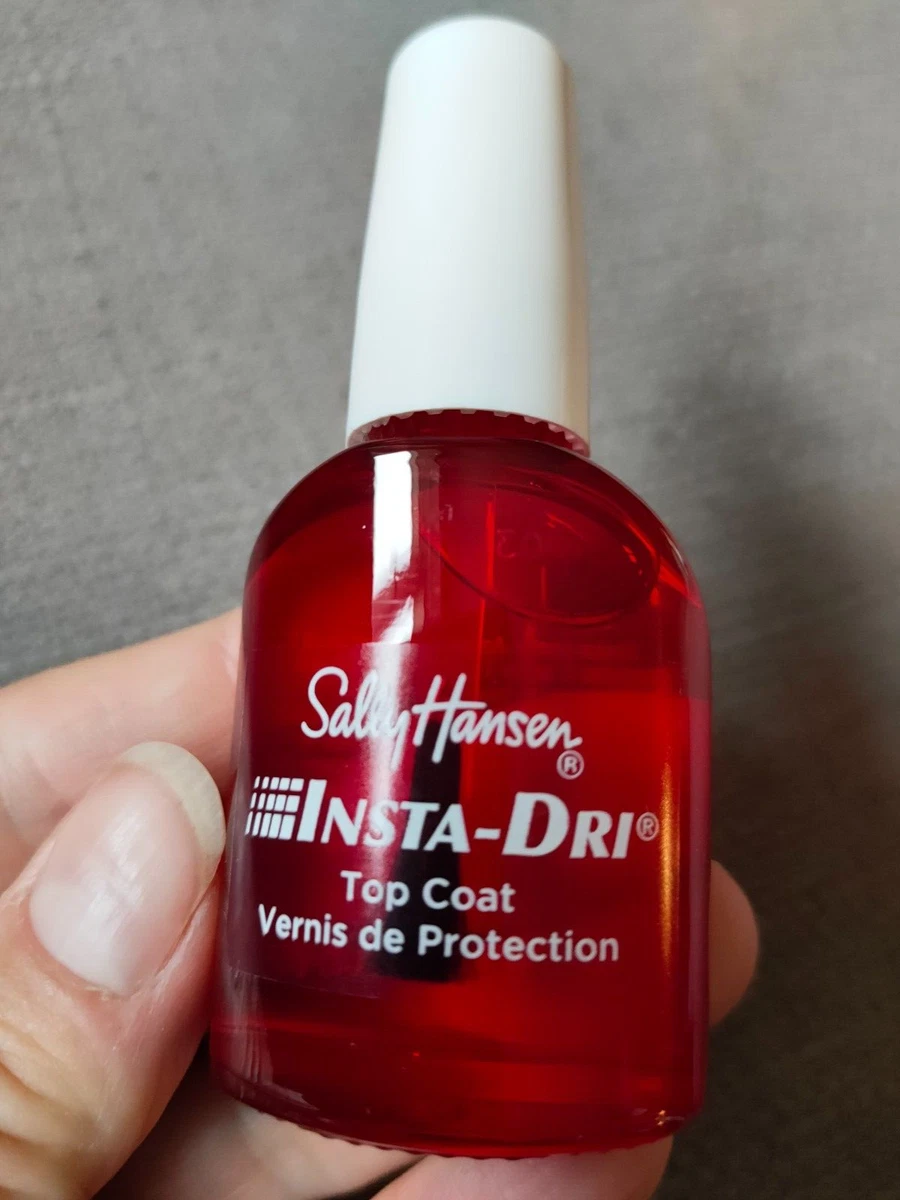 Sally Hansen®
INSTA-DRI®
Top Coat
Vernis de Protection